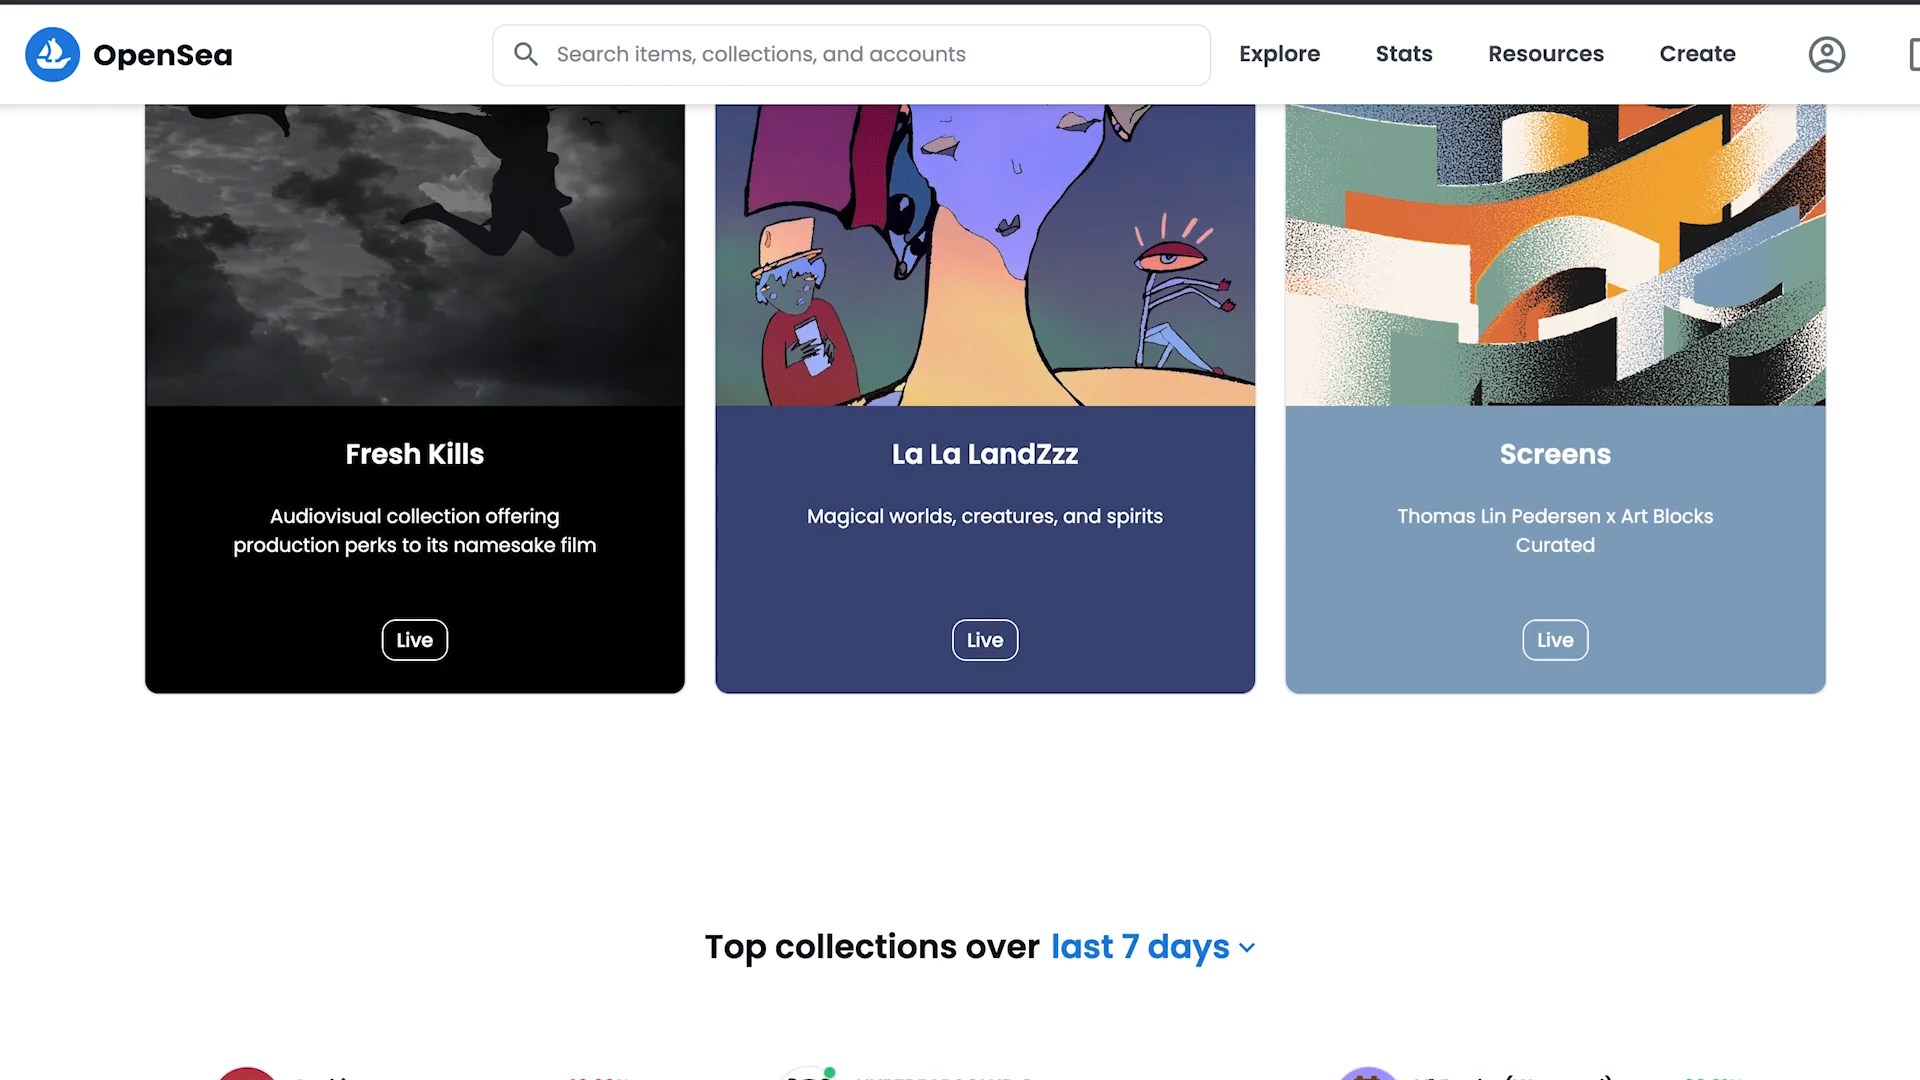 OpenSea
Search items, collections, and accounts
Explore
Stats
Resources
Create
Fresh Kills
Audiovisual collection offering
production perks to its namesake film
Live
La La LandZzz
Magical worlds, creatures, and spirits
Live
Screens
Thomas Lin Pedersen x Art Blocks
Curated
Live
Top collections over last 7 days